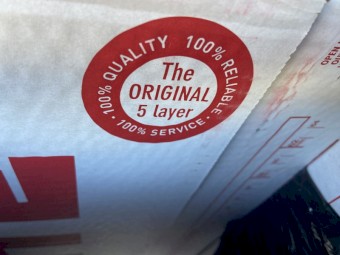 100% QUALITY 100% RELIABLE
The
ORIGINAL
5 layer
· 100% SERVICE ·
OPEN